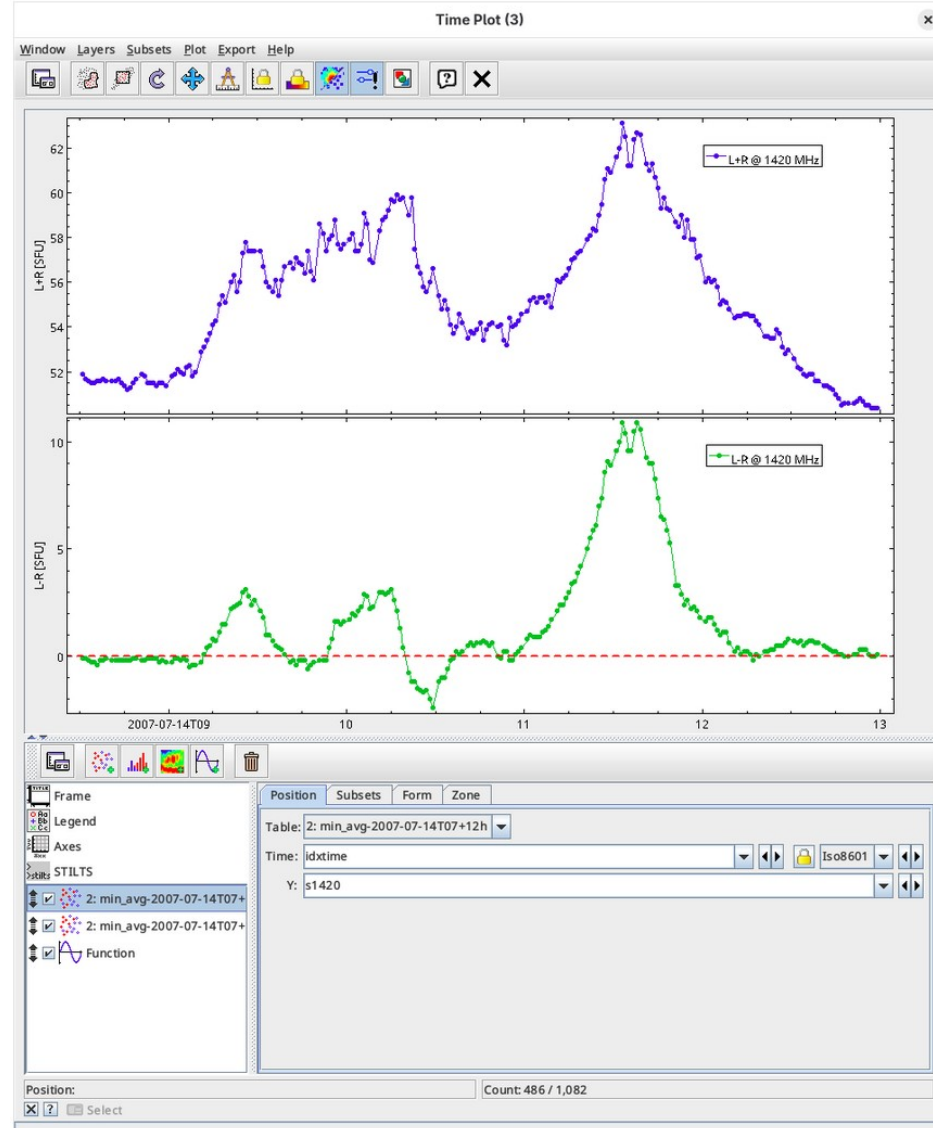 Time Plot (3)
Window Layers Subsets Plot Export Help
L+R @ 1420 MHz
L+R [SFU]
62
60
58
56
54
52
L-R @ 1420 MHz
L-R [SFU]
10
5
0
2007-07-14T09 10 11 12 13
Frame
Legend
Axes
STILTS
2: min_avg-2007-07-14T07+
2: min_avg-2007-07-14T07+
Function
Position Subsets Form Zone
Table: 2: min_avg-2007-07-14T07+12h
Time: idxtime Iso8601
Y: s1420
Position: Count: 486 / 1,082
Select